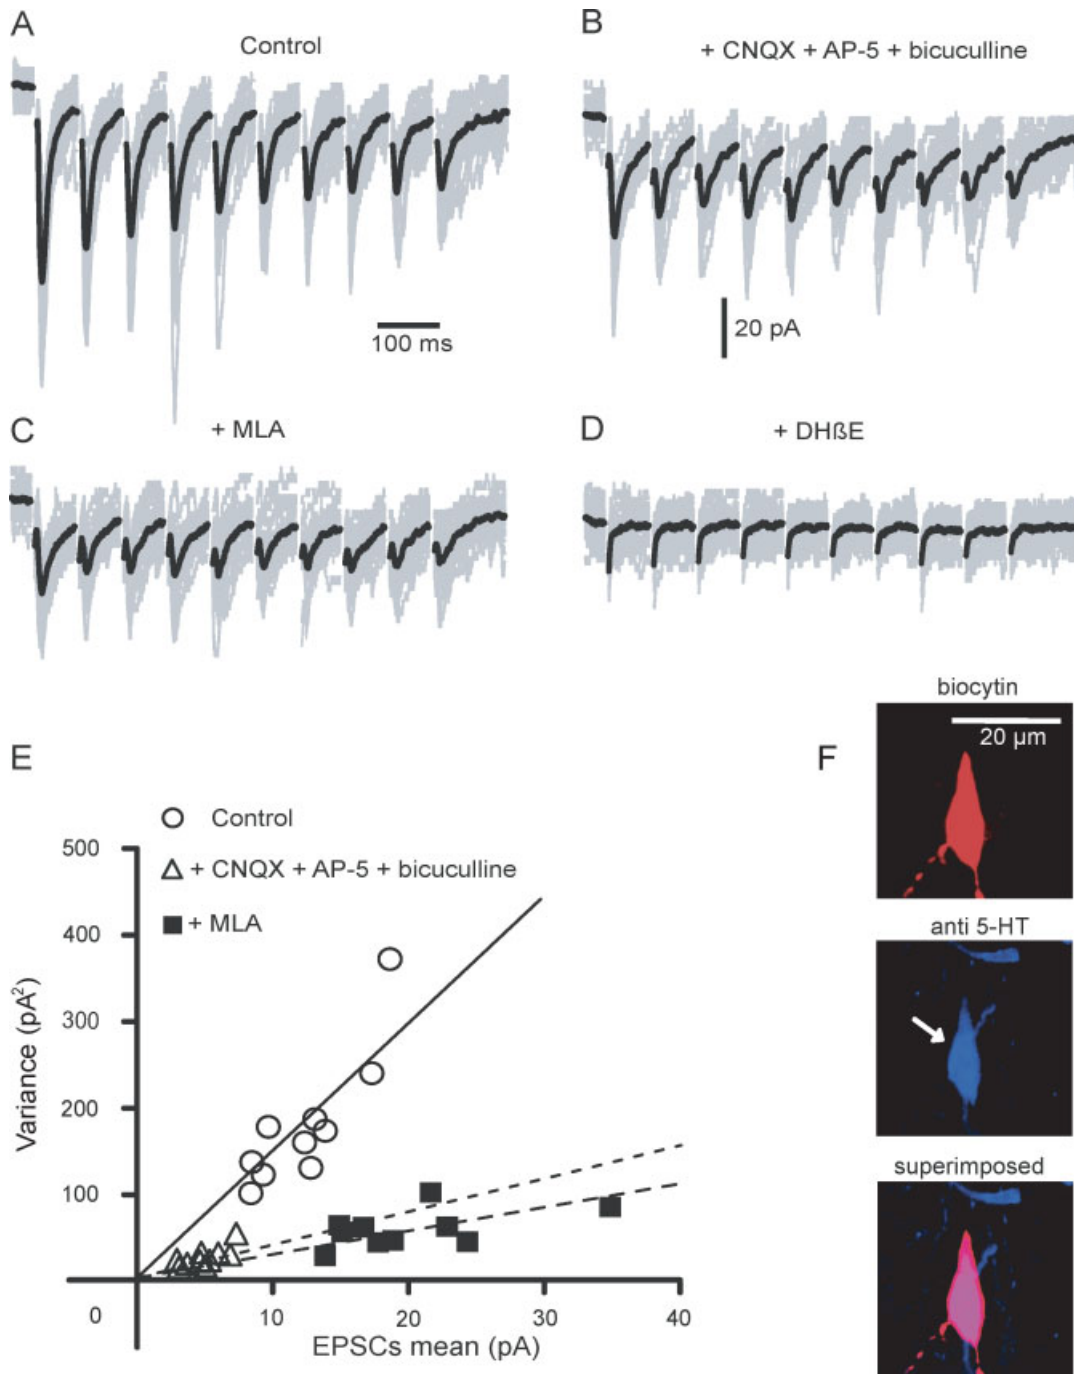 A
Control
B
+ CNQX + AP-5 + bicuculline
100 ms
20 pA
C
+ MLA
D
+ DHßE
biocytin
20 µm
E
F
Control
+ CNQX + AP-5 + bicuculline
+ MLA
500
400
300
200
100
0
10
20
30
40
Variance (pA²)
EPSCs mean (pA)
anti 5-HT
superimposed